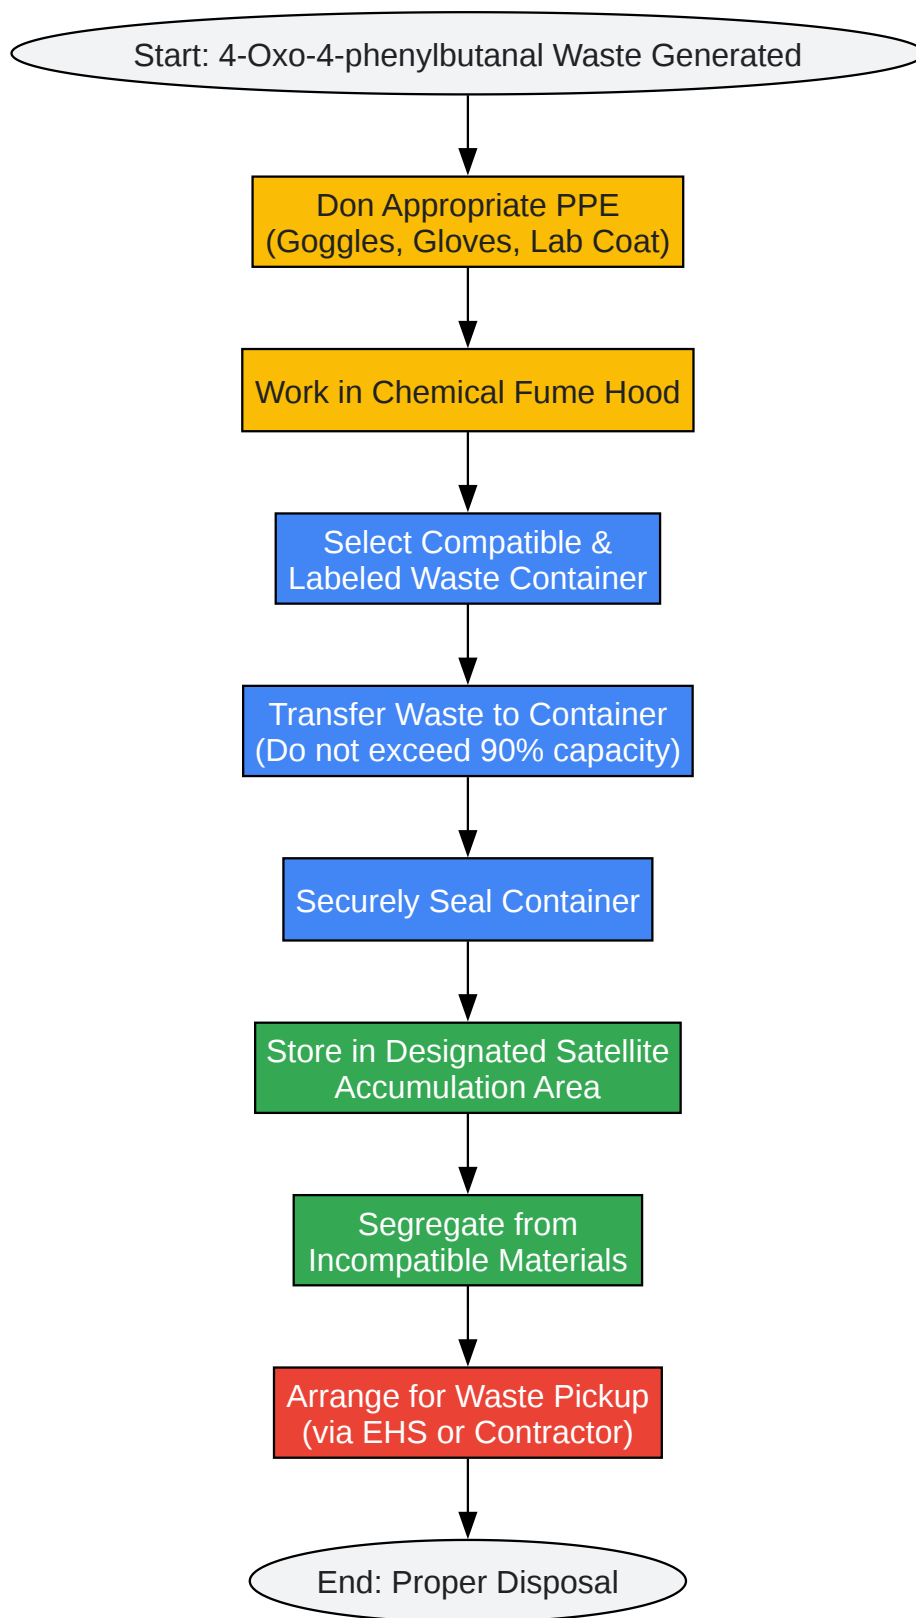 Start: 4-Oxo-4-phenylbutanal Waste Generated
Don Appropriate PPE
(Goggles, Gloves, Lab Coat)
Work in Chemical Fume Hood
Select Compatible &
Labeled Waste Container
Transfer Waste to Container
(Do not exceed 90% capacity)
Securely Seal Container
Store in Designated Satellite
Accumulation Area
Segregate from
Incompatible Materials
Arrange for Waste Pickup
(via EHS or Contractor)
End: Proper Disposal